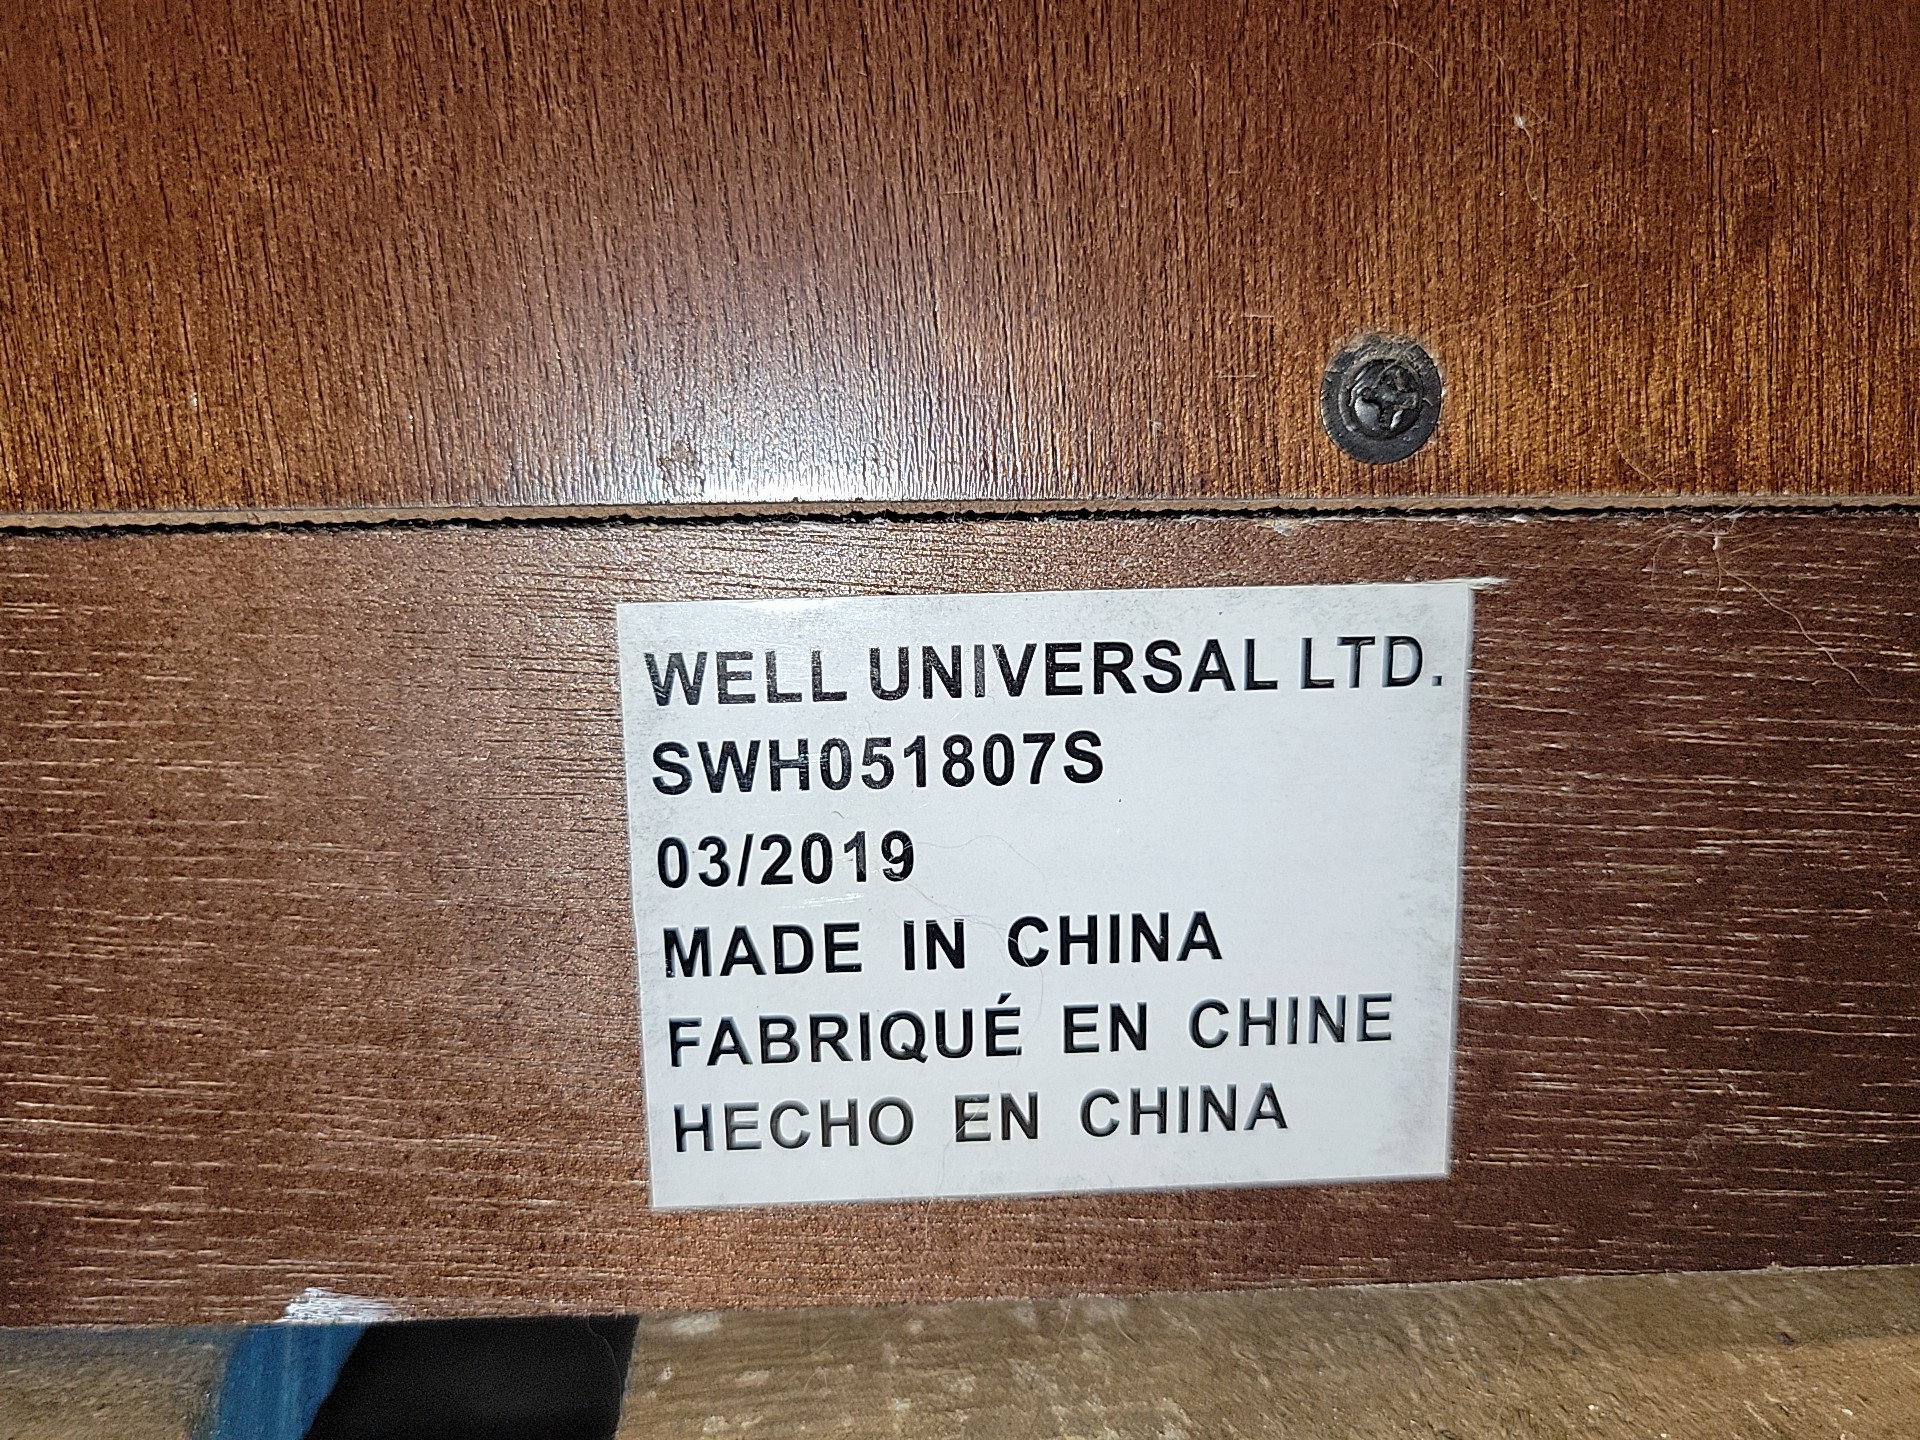 WELL UNIVERSAL LTD.
SWH051807S
03/2019
MADE IN CHINA
FABRIQUÉ EN CHINE
HECHO EN CHINA